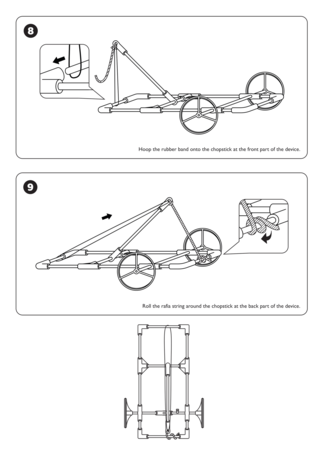 8
Hoop the rubber band onto the chopstick at the front part of the device.
9
Roll the rafia string around the chopstick at the back part of the device.